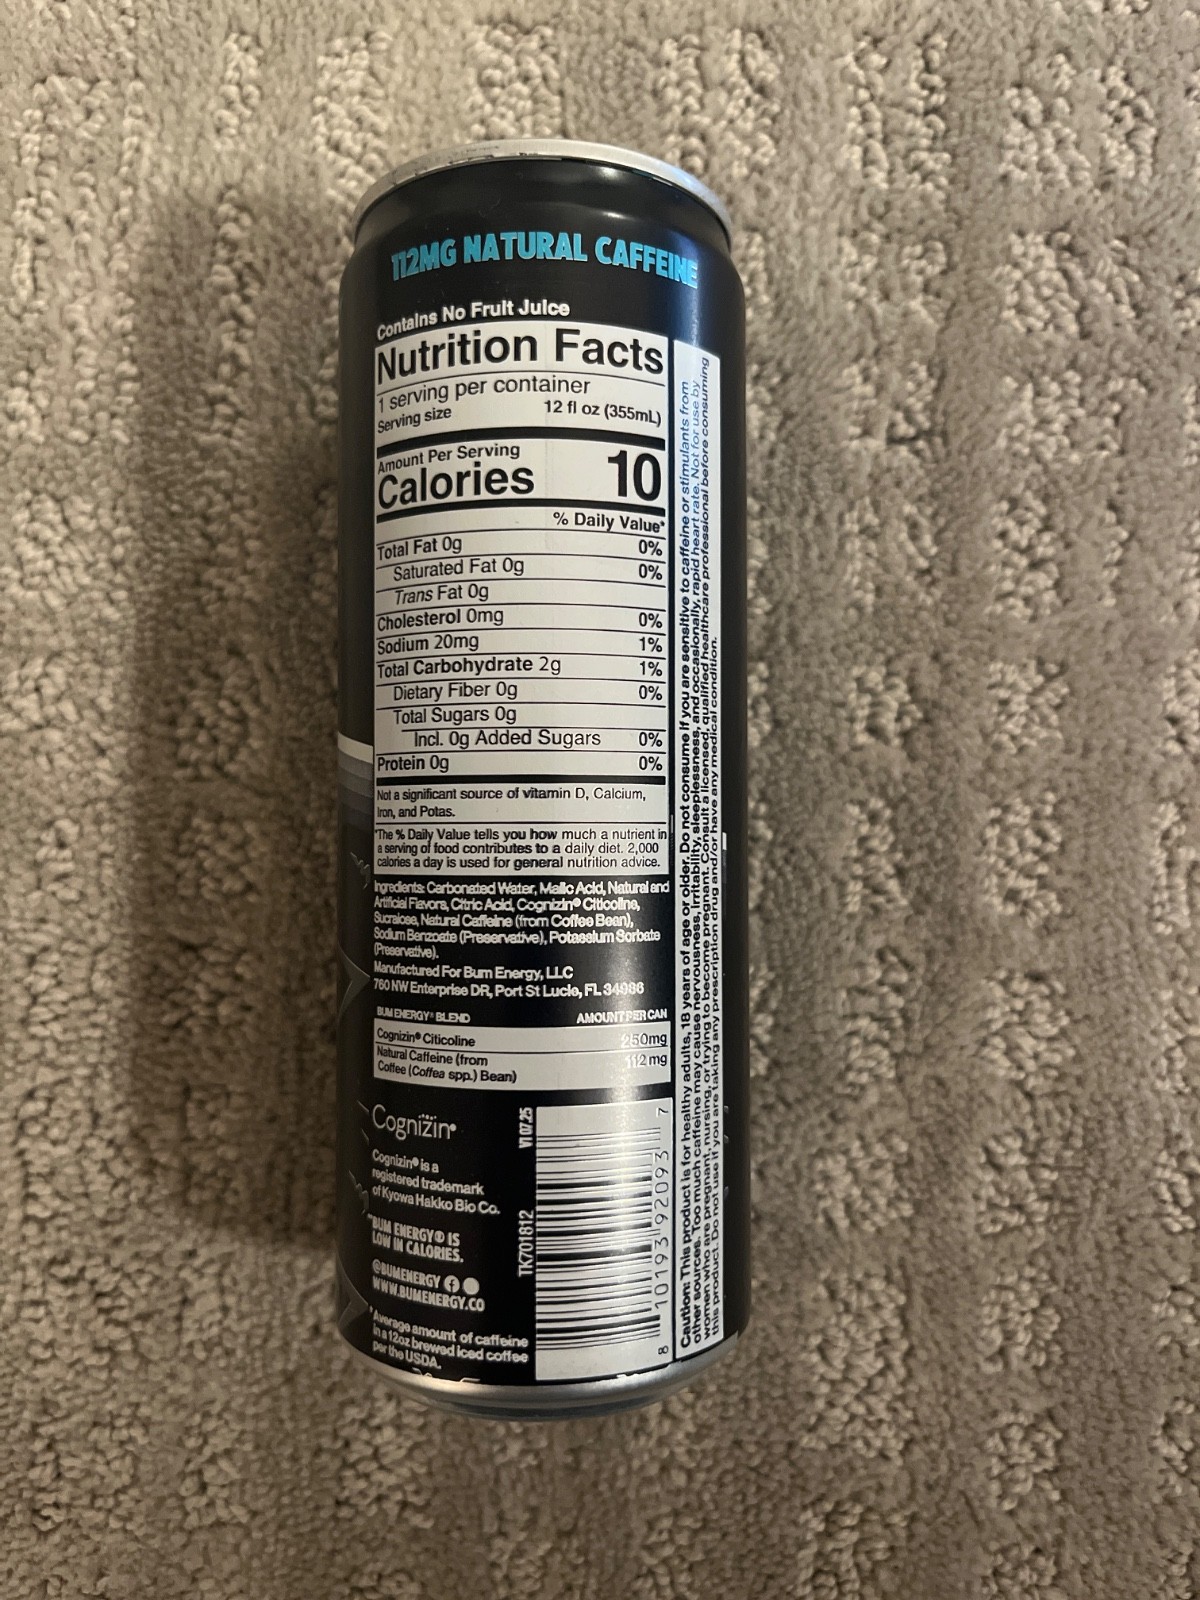 112MG NATURAL CAFFEINE
Contains No Fruit Juice
Nutrition Facts
1 serving per container
Serving size 12 fl oz (355mL)
Amount Per Serving
Calories 10
% Daily Value*
Total Fat 0g 0%
Saturated Fat 0g 0%
Trans Fat 0g
Cholesterol 0mg 0%
Sodium 20mg 1%
Total Carbohydrate 2g 1%
Dietary Fiber 0g 0%
Total Sugars 0g
Incl. 0g Added Sugars 0%
Protein 0g 0%
Not a significant source of vitamin D, Calcium,
Iron, and Potas.
*The % Daily Value tells you how much a nutrient in
a serving of food contributes to a daily diet. 2,000
calories a day is used for general nutrition advice.
Ingredients: Carbonated Water, Malic Acid, Natural and
Artificial Flavors, Citric Acid, Cognizin® Citicoline,
Sucralose, Natural Caffeine (from Coffee Bean),
Sodium Benzoate (Preservative), Potassium Sorbate
(Preservative).
Manufactured For Bum Energy, LLC
760 NW Enterprise DR, Port St Lucie, FL 34986
BUM ENERGY® BLEND AMOUNT PER CAN
Cognizin® Citicoline 250mg
Natural Caffeine (from 112 mg
Coffee (Coffea spp.) Bean)
Cognizin®
Cognizin® is a
registered trademark
of Kyowa Hakko Bio Co.
**BUM ENERGY® IS
LOW IN CALORIES.
@BUMENERGY
WWW.BUMENERGY.CO
*Average amount of caffeine
in a 12oz brewed iced coffee
per the USDA.
V1 07.25
TK701812
8 10193 92093 7
Caution: This product is for healthy adults, 18 years of age or older. Do not consume if you are sensitive to caffeine or stimulants from
other sources. Too much caffeine may cause nervousness, irritability, sleeplessness, and occasionally, rapid heart rate. Not for use by
women who are pregnant, nursing, or trying to become pregnant. Consult a licensed, qualified healthcare professional before consuming
this product. Do not use if you are taking any prescription drug and/or have any medical condition.